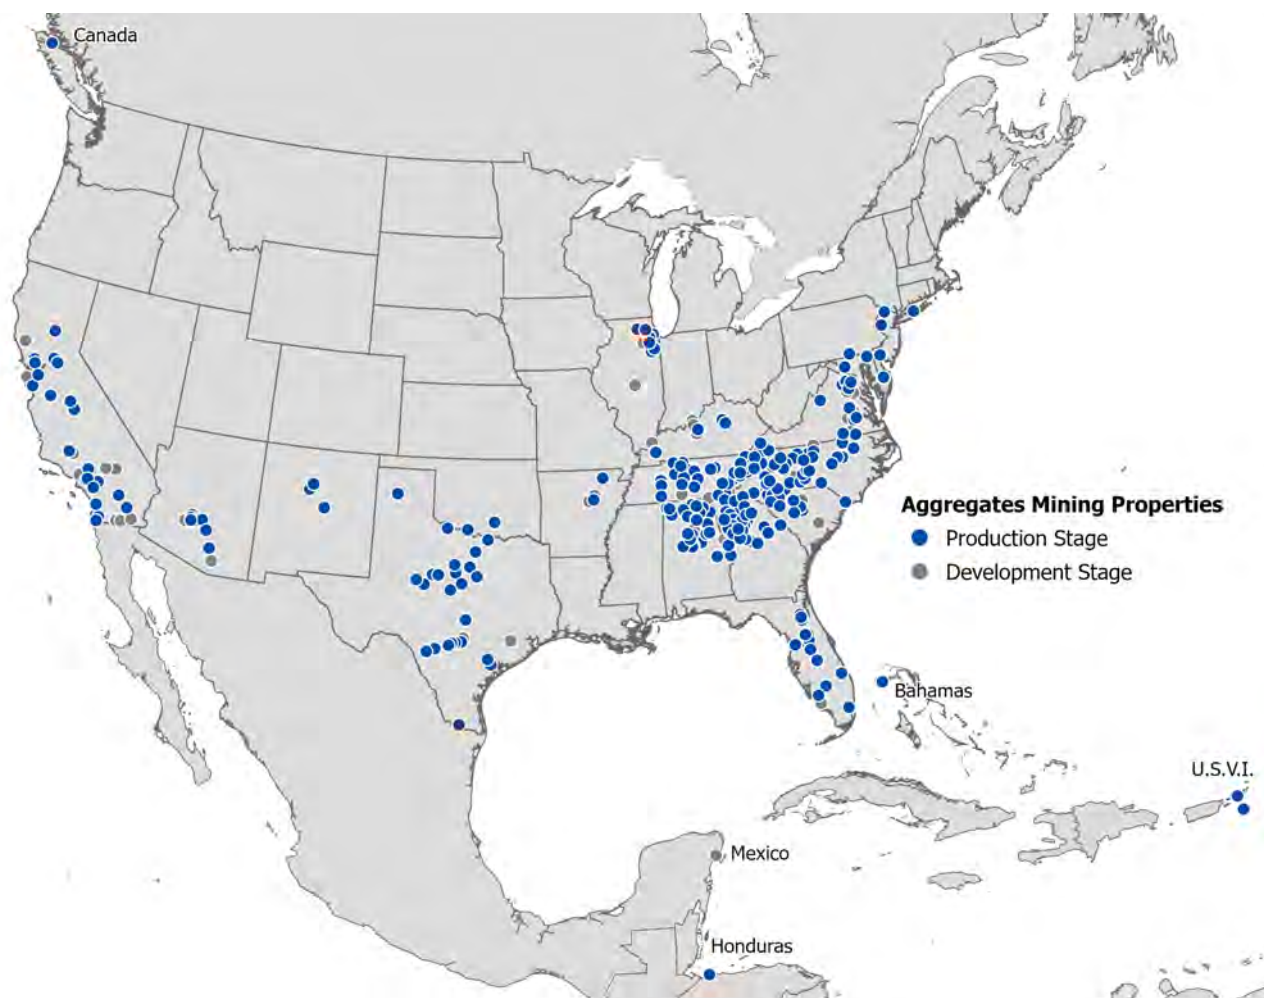 Canada
Aggregates Mining Properties
Production Stage
Development Stage
Bahamas
U.S.V.I.
Mexico
Honduras